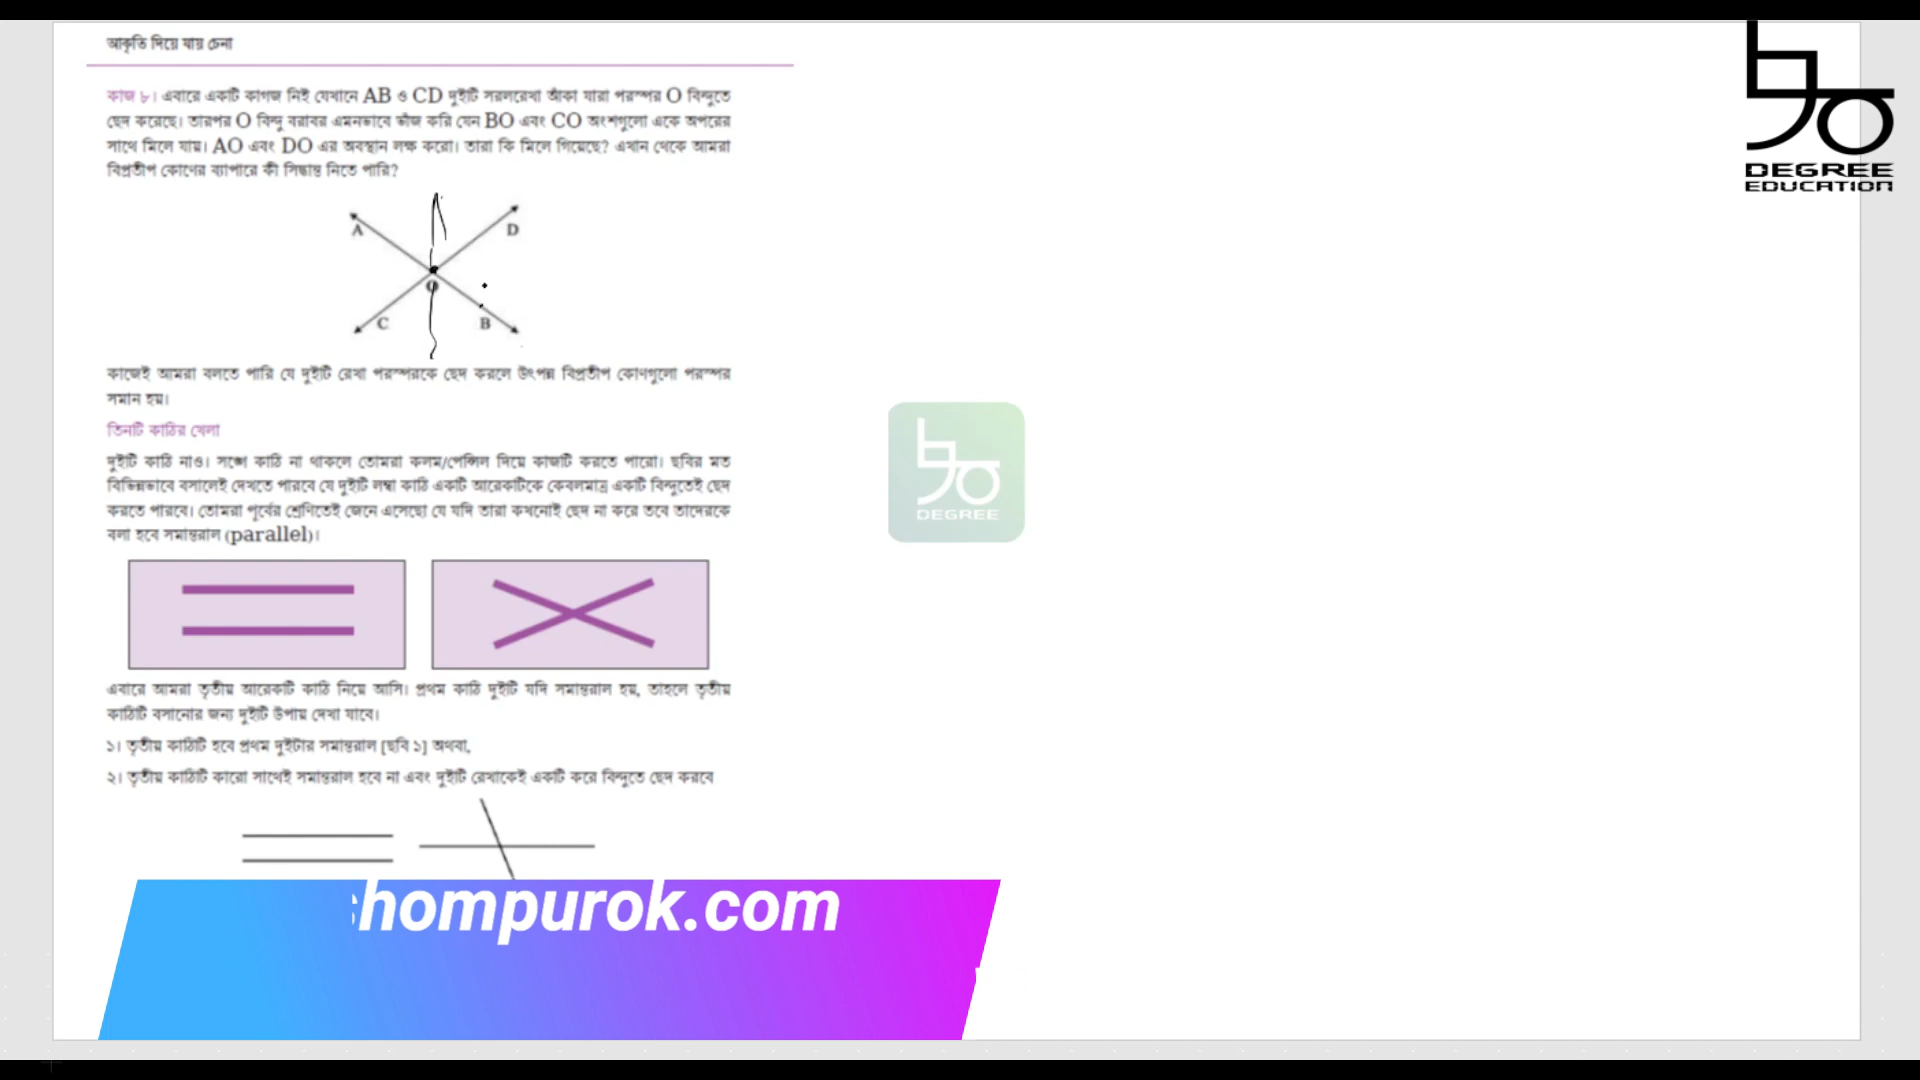 আকৃতি দিয়ে যায় চেনা
কাজ ৮। এবারে একটি কাগজ নিই যেখানে AB ও CD দুইটি সরলরেখা আঁকা যারা পরস্পর O বিন্দুতে
ছেদ করেছে। তারপর O বিন্দু বরাবর এমনভাবে ভাঁজ করি যেন BO এবং CO অংশগুলো একে অপরের
সাথে মিলে যায়। AO এবং DO এর অবস্থান লক্ষ করো। তারা কি মিলে গিয়েছে? এখান থেকে আমরা
বিপ্রতীপ কোণের ব্যাপারে কী সিদ্ধান্ত নিতে পারি?
A
D
O
C
B
কাজেই আমরা বলতে পারি যে দুইটি রেখা পরস্পরকে ছেদ করলে উৎপন্ন বিপ্রতীপ কোণগুলো পরস্পর
সমান হয়।
তিনটি কাঠির খেলা
দুইটি কাঠি নাও। সঙ্গে কাঠি না থাকলে তোমরা কলম/পেন্সিল দিয়ে কাজটি করতে পারো। ছবির মত
বিভিন্নভাবে বসালেই দেখতে পারবে যে দুইটি লম্বা কাঠি একটি আরেকটিকে কেবলমাত্র একটি বিন্দুতেই ছেদ
করতে পারবে। তোমরা পূর্বের শ্রেণিতেই জেনে এসেছো যে যদি তারা কখনোই ছেদ না করে তবে তাদেরকে
বলা হবে সমান্তরাল (parallel)।
এবারে আমরা তৃতীয় আরেকটি কাঠি নিয়ে আসি। প্রথম কাঠি দুইটি যদি সমান্তরাল হয়, তাহলে তৃতীয়
কাঠিটি বসানোর জন্য দুইটি উপায় দেখা যাবে।
১। তৃতীয় কাঠিটি হবে প্রথম দুইটার সমান্তরাল [ছবি ১] অথবা,
২। তৃতীয় কাঠিটি কারো সাথেই সমান্তরাল হবে না এবং দুইটি রেখাকেই একটি করে বিন্দুতে ছেদ করবে
hompurok.com
৯০
DEGREE
EDUCATION
৯০
DEGREE